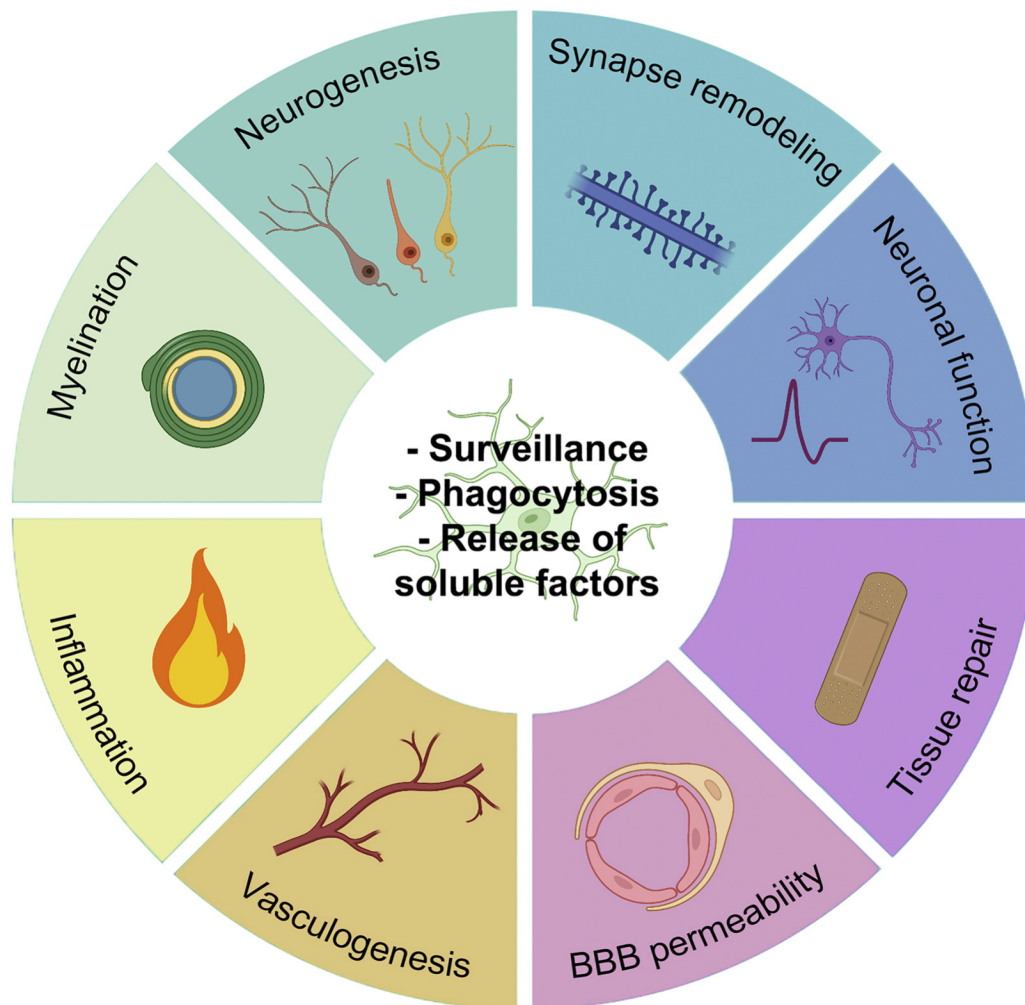 Neurogenesis
Synapse remodeling
Neuronal function
Tissue repair
BBB permeability
Vasculogenesis
Inflammation
Myelination
- Surveillance
- Phagocytosis
- Release of
soluble factors